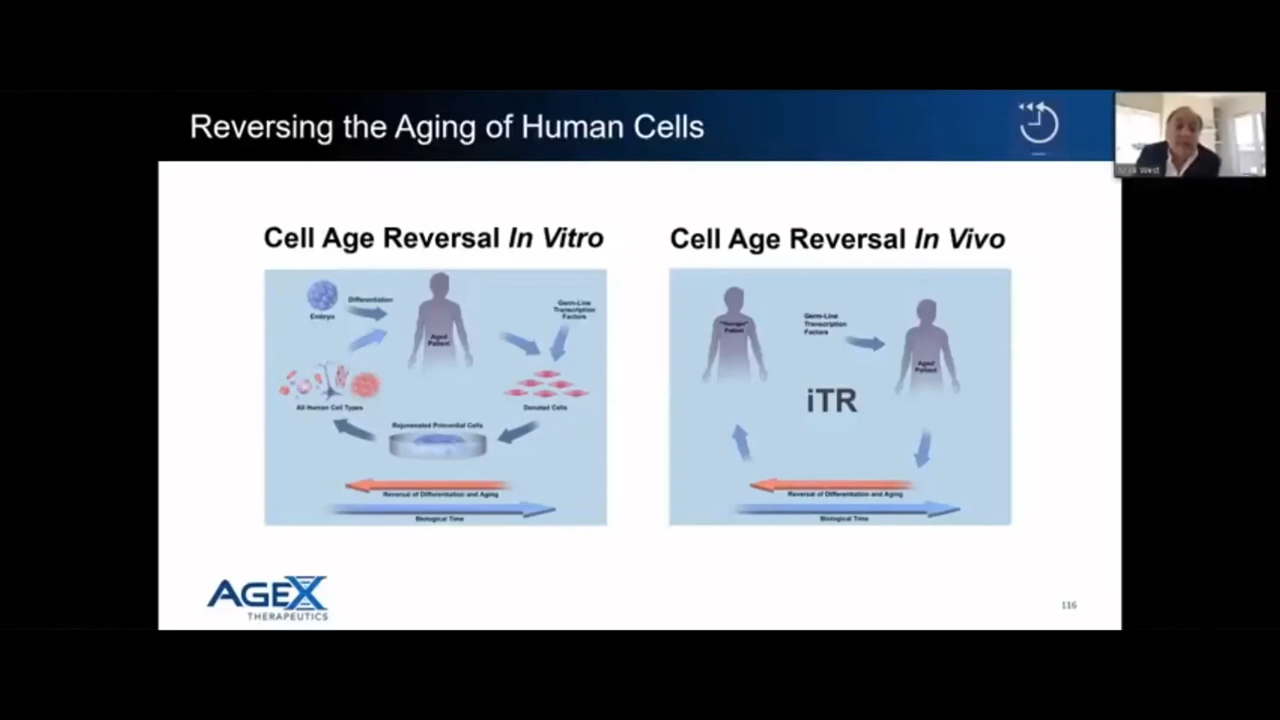 Reversing the Aging of Human Cells
Mike West
Cell Age Reversal In Vitro
Embryo
Differentiation
Aged
Patient
Germ-Line
Transcription
Factors
All Human Cell Types
Donated Cells
Rejuvenated Primordial Cells
Reversal of Differentiation and Aging
Biological Time
Cell Age Reversal In Vivo
"Younger"
Patient
Germ-Line
Transcription
Factors
Aged
Patient
iTR
Reversal of Differentiation and Aging
Biological Time
AGEX
THERAPEUTICS
116